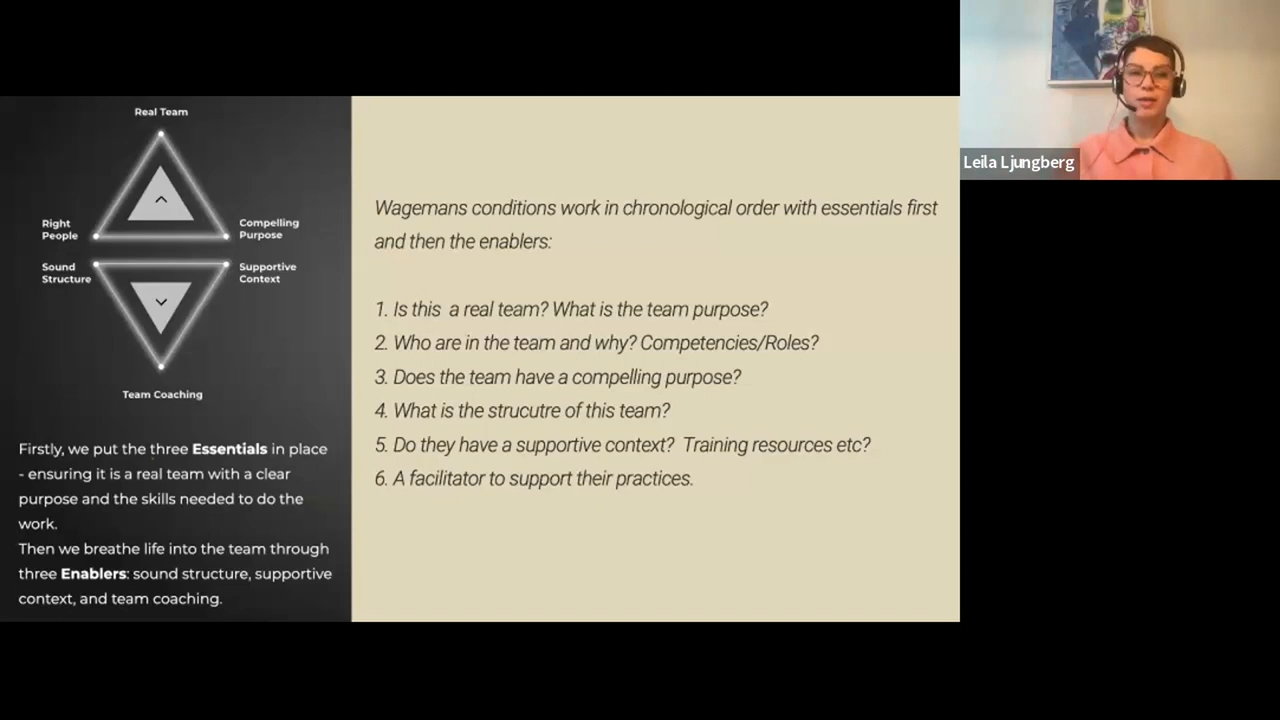 Real Team
Right
People
Compelling
Purpose
Sound
Structure
Supportive
Context
Team Coaching
Firstly, we put the three Essentials in place
- ensuring it is a real team with a clear
purpose and the skills needed to do the
work.
Then we breathe life into the team through
three Enablers: sound structure, supportive
context, and team coaching.
Wagemans conditions work in chronological order with essentials first
and then the enablers:
1. Is this  a real team? What is the team purpose?
2. Who are in the team and why? Competencies/Roles?
3. Does the team have a compelling purpose?
4. What is the strucutre of this team?
5. Do they have a supportive context?  Training resources etc?
6. A facilitator to support their practices.
Leila Ljungberg